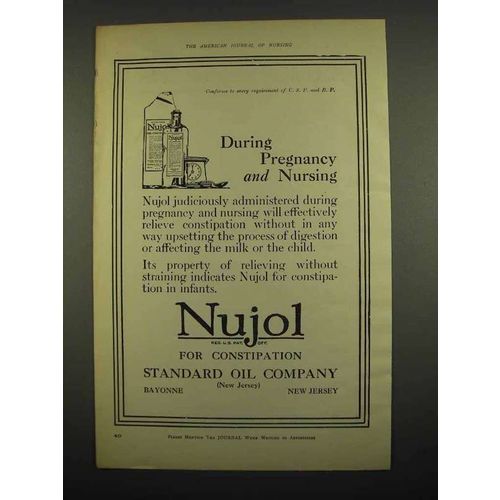 THE AMERICAN JOURNAL OF NURSING
Conforms to every requirement of U. S. P. and B. P.
Nujol
Nujol
During
Pregnancy
and Nursing
Nujol judiciously administered during
pregnancy and nursing will effectively
relieve constipation without in any
way upsetting the process of digestion
or affecting the milk or the child.
Its property of relieving without
straining indicates Nujol for constipa-
tion in infants.
Nujol
REG. U.S. PAT. OFF.
FOR CONSTIPATION
STANDARD OIL COMPANY
(New Jersey)
BAYONNE NEW JERSEY
Please Mention The JOURNAL When Writing to Advertisers